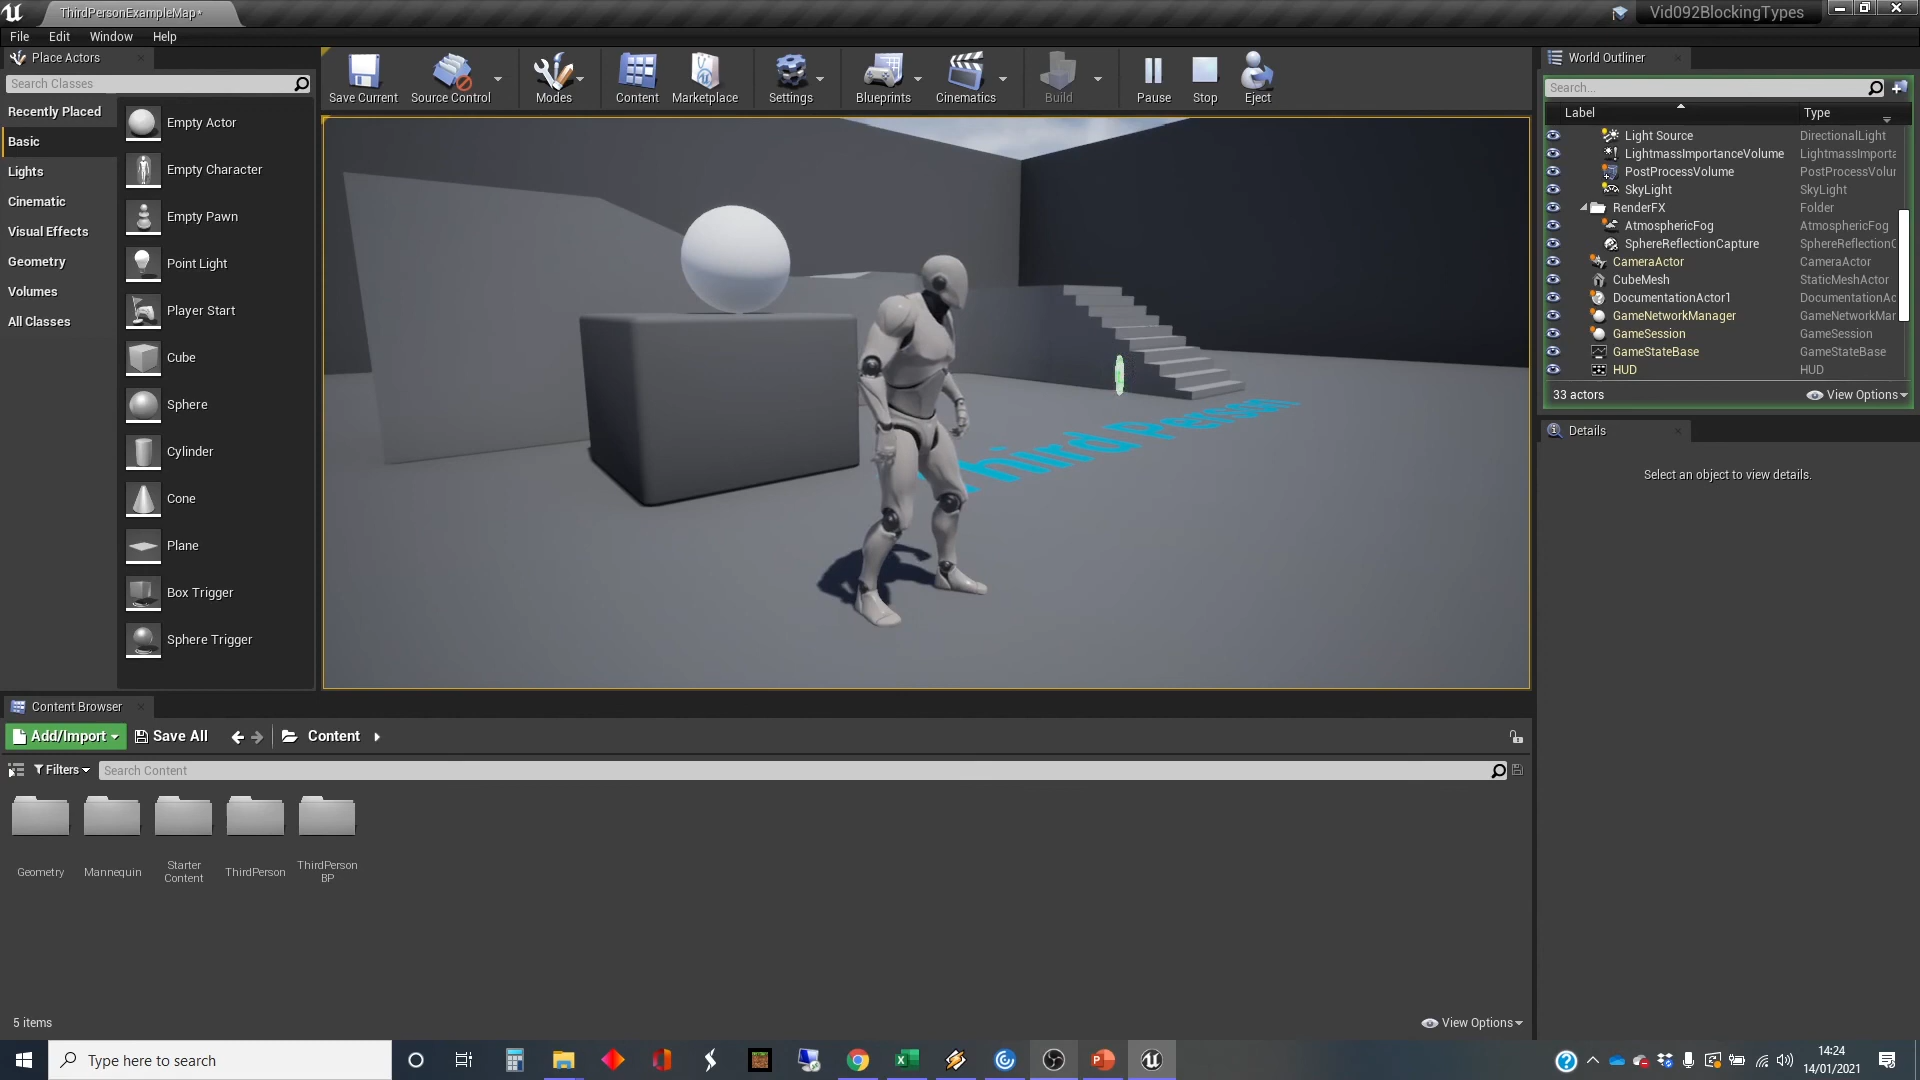 ThirdPersonExampleMap*
Vid092BlockingTypes
File Edit Window Help
Place Actors
Search Classes
Recently Placed
Basic
Lights
Cinematic
Visual Effects
Geometry
Volumes
All Classes
Empty Actor
Empty Character
Empty Pawn
Point Light
Player Start
Cube
Sphere
Cylinder
Cone
Plane
Box Trigger
Sphere Trigger
Save Current Source Control Modes Content Marketplace Settings Blueprints Cinematics Build Pause Stop Eject
Third Person
World Outliner
Search...
Label Type
Light Source DirectionalLight
LightmassImportanceVolume LightmassImporta
PostProcessVolume PostProcessVolur
SkyLight SkyLight
RenderFX Folder
AtmosphericFog AtmosphericFog
SphereReflectionCapture SphereReflectionC
CameraActor CameraActor
CubeMesh StaticMeshActor
DocumentationActor1 DocumentationAc
GameNetworkManager GameNetworkMar
GameSession GameSession
GameStateBase GameStateBase
HUD HUD
33 actors View Options
Details
Select an object to view details.
Content Browser
Add/Import Save All Content
Filters Search Content
Geometry
Mannequin
Starter
Content
ThirdPerson
ThirdPerson
BP
5 items View Options
Type here to search
14:24
14/01/2021